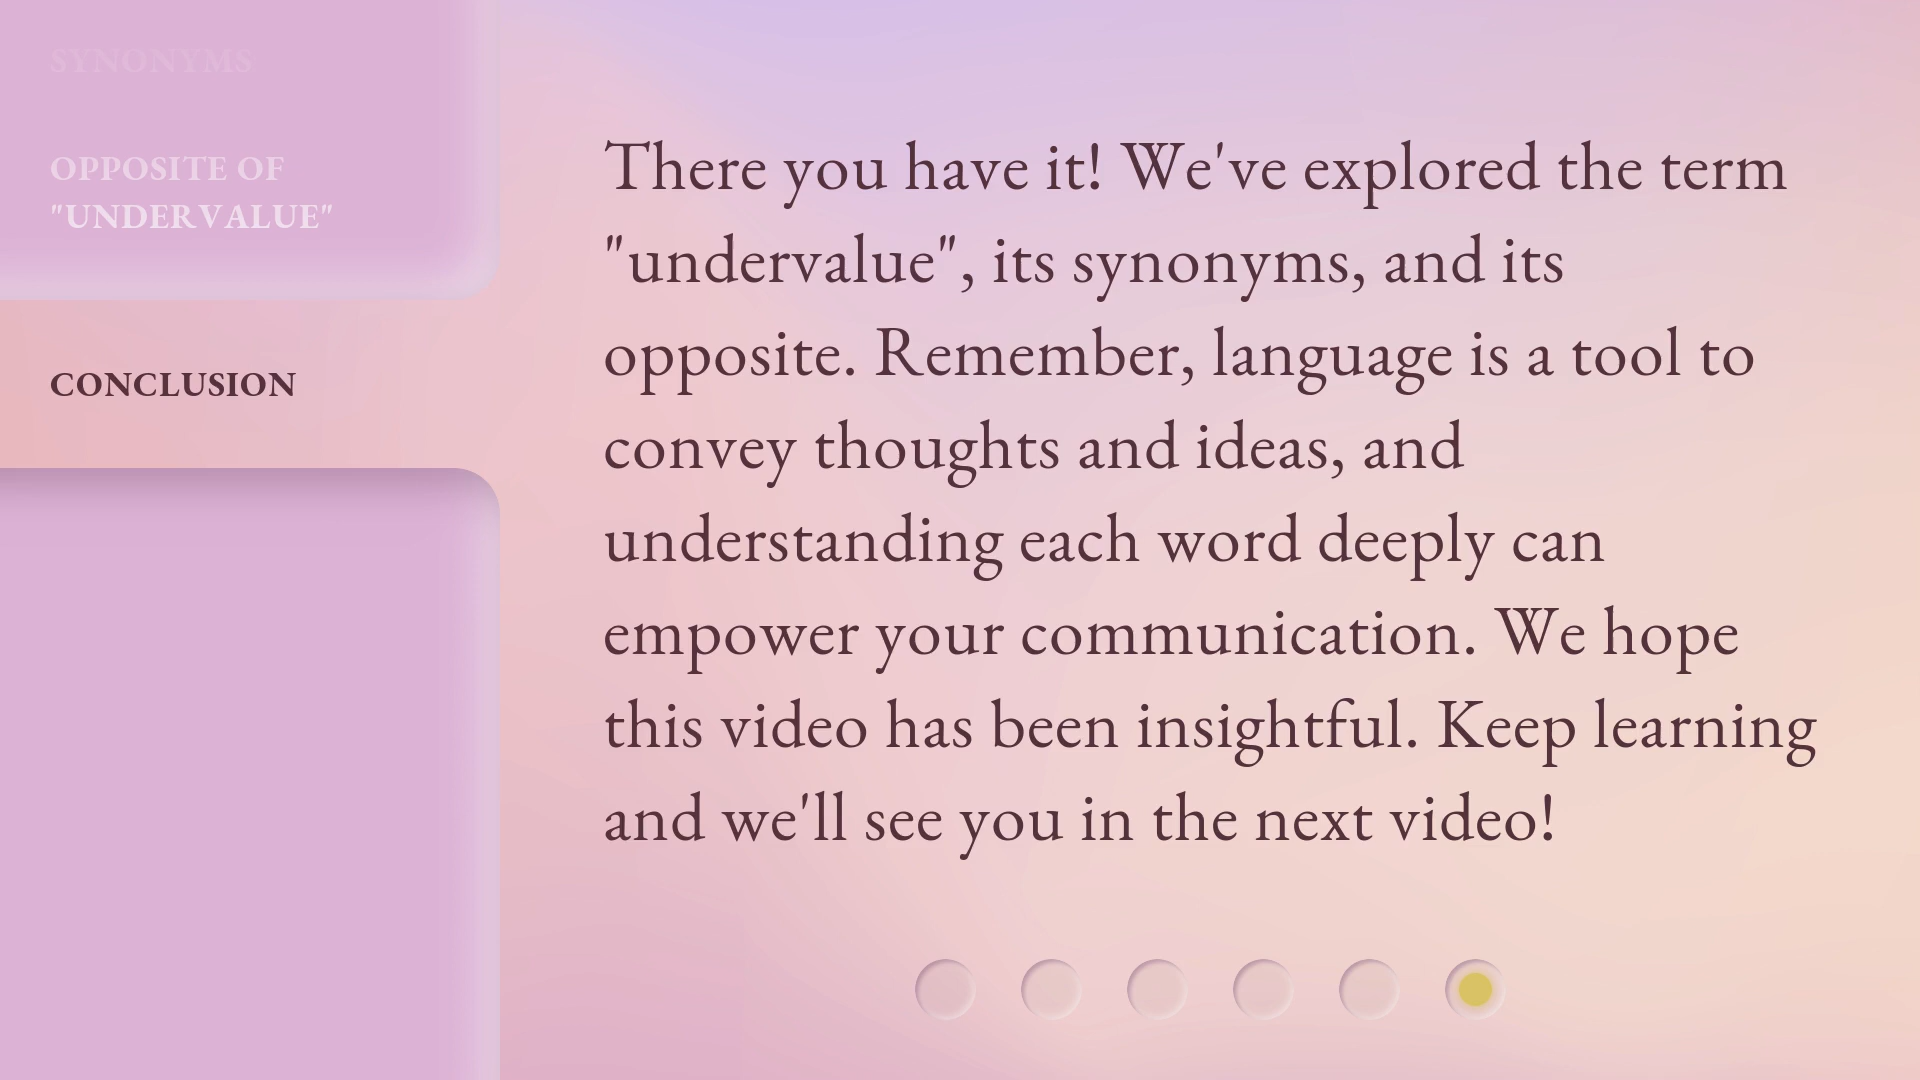 SYNONYMS
OPPOSITE OF
"UNDERVALUE"
CONCLUSION
There you have it! We've explored the term
"undervalue", its synonyms, and its
opposite. Remember, language is a tool to
convey thoughts and ideas, and
understanding each word deeply can
empower your communication. We hope
this video has been insightful. Keep learning
and we'll see you in the next video!